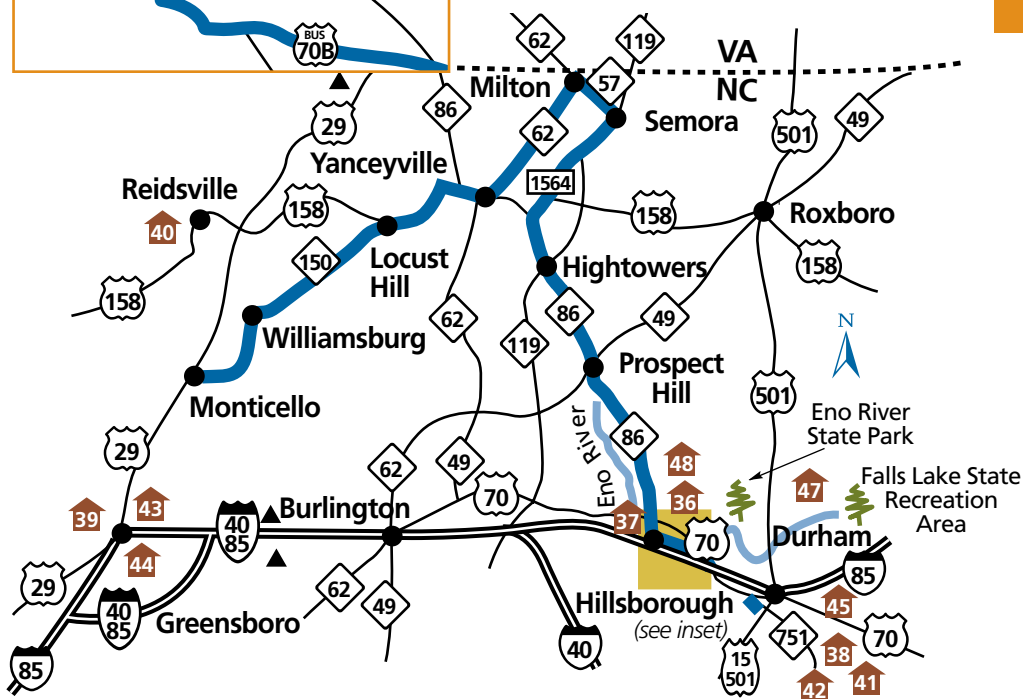 BUS
70B
62
119
VA
NC
Milton
57
86
29
62
Semora
501
49
Yanceyville
1564
Reidsville
158
158
Roxboro
40
150
Locust
Hill
Hightowers
158
158
62
86
49
N
Williamsburg
119
Prospect
Hill
Monticello
501
Eno River
State Park
Eno River
86
29
62
49
48
47
Falls Lake State
Recreation
Area
39
43
40
85
Burlington
70
36
37
70
Durham
44
29
40
85
Greensboro
62
49
Hillsborough
(see inset)
85
45
85
40
15
501
751
38
70
42
41